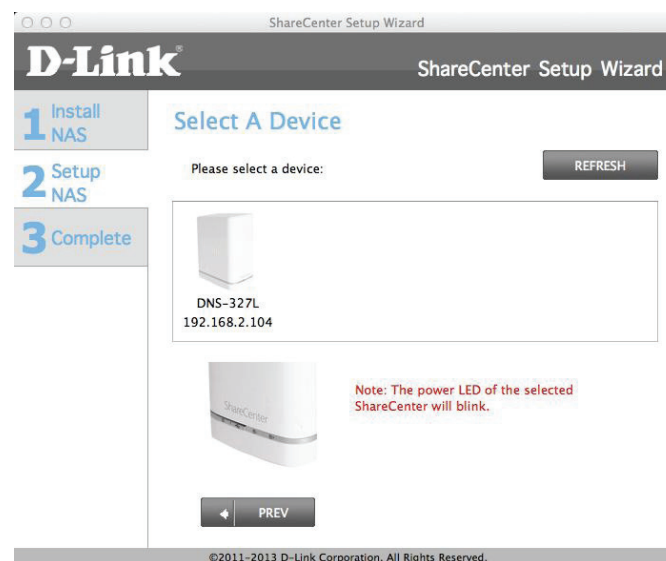 ShareCenter Setup Wizard
D-Link®
ShareCenter Setup Wizard
1 Install NAS
2 Setup NAS
3 Complete
Select A Device
Please select a device:
REFRESH
DNS-327L
192.168.2.104
ShareCenter
Note: The power LED of the selected
ShareCenter will blink.
PREV
©2011-2013 D-Link Corporation. All Rights Reserved.